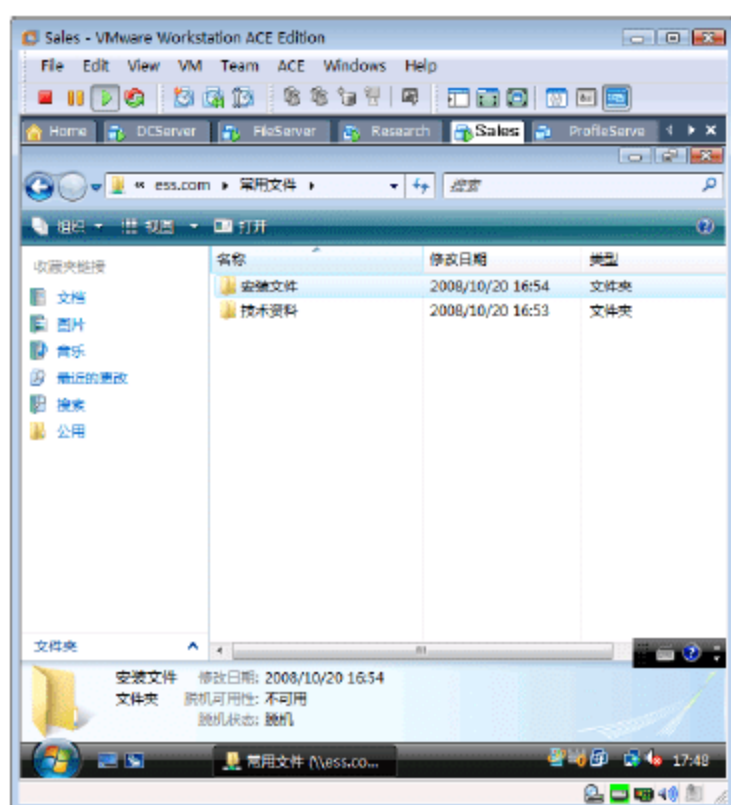 Sales - VMware Workstation ACE Edition
File Edit View VM Team ACE Windows Help
Home DCServer FileServer Research Sales ProfileServe
« ess.com ▸ 常用文件 ▸ 搜索
组织 视图 打开
收藏夹链接
名称 修改日期 类型
安装文件 2008/10/20 16:54 文件夹
技术资料 2008/10/20 16:53 文件夹
文档
图片
音乐
最近的更改
搜索
公用
文件夹
安装文件 修改日期: 2008/10/20 16:54
文件夹 脱机可用性: 不可用
脱机状态: 脱机
常用文件 (\\ess.co... 17:48